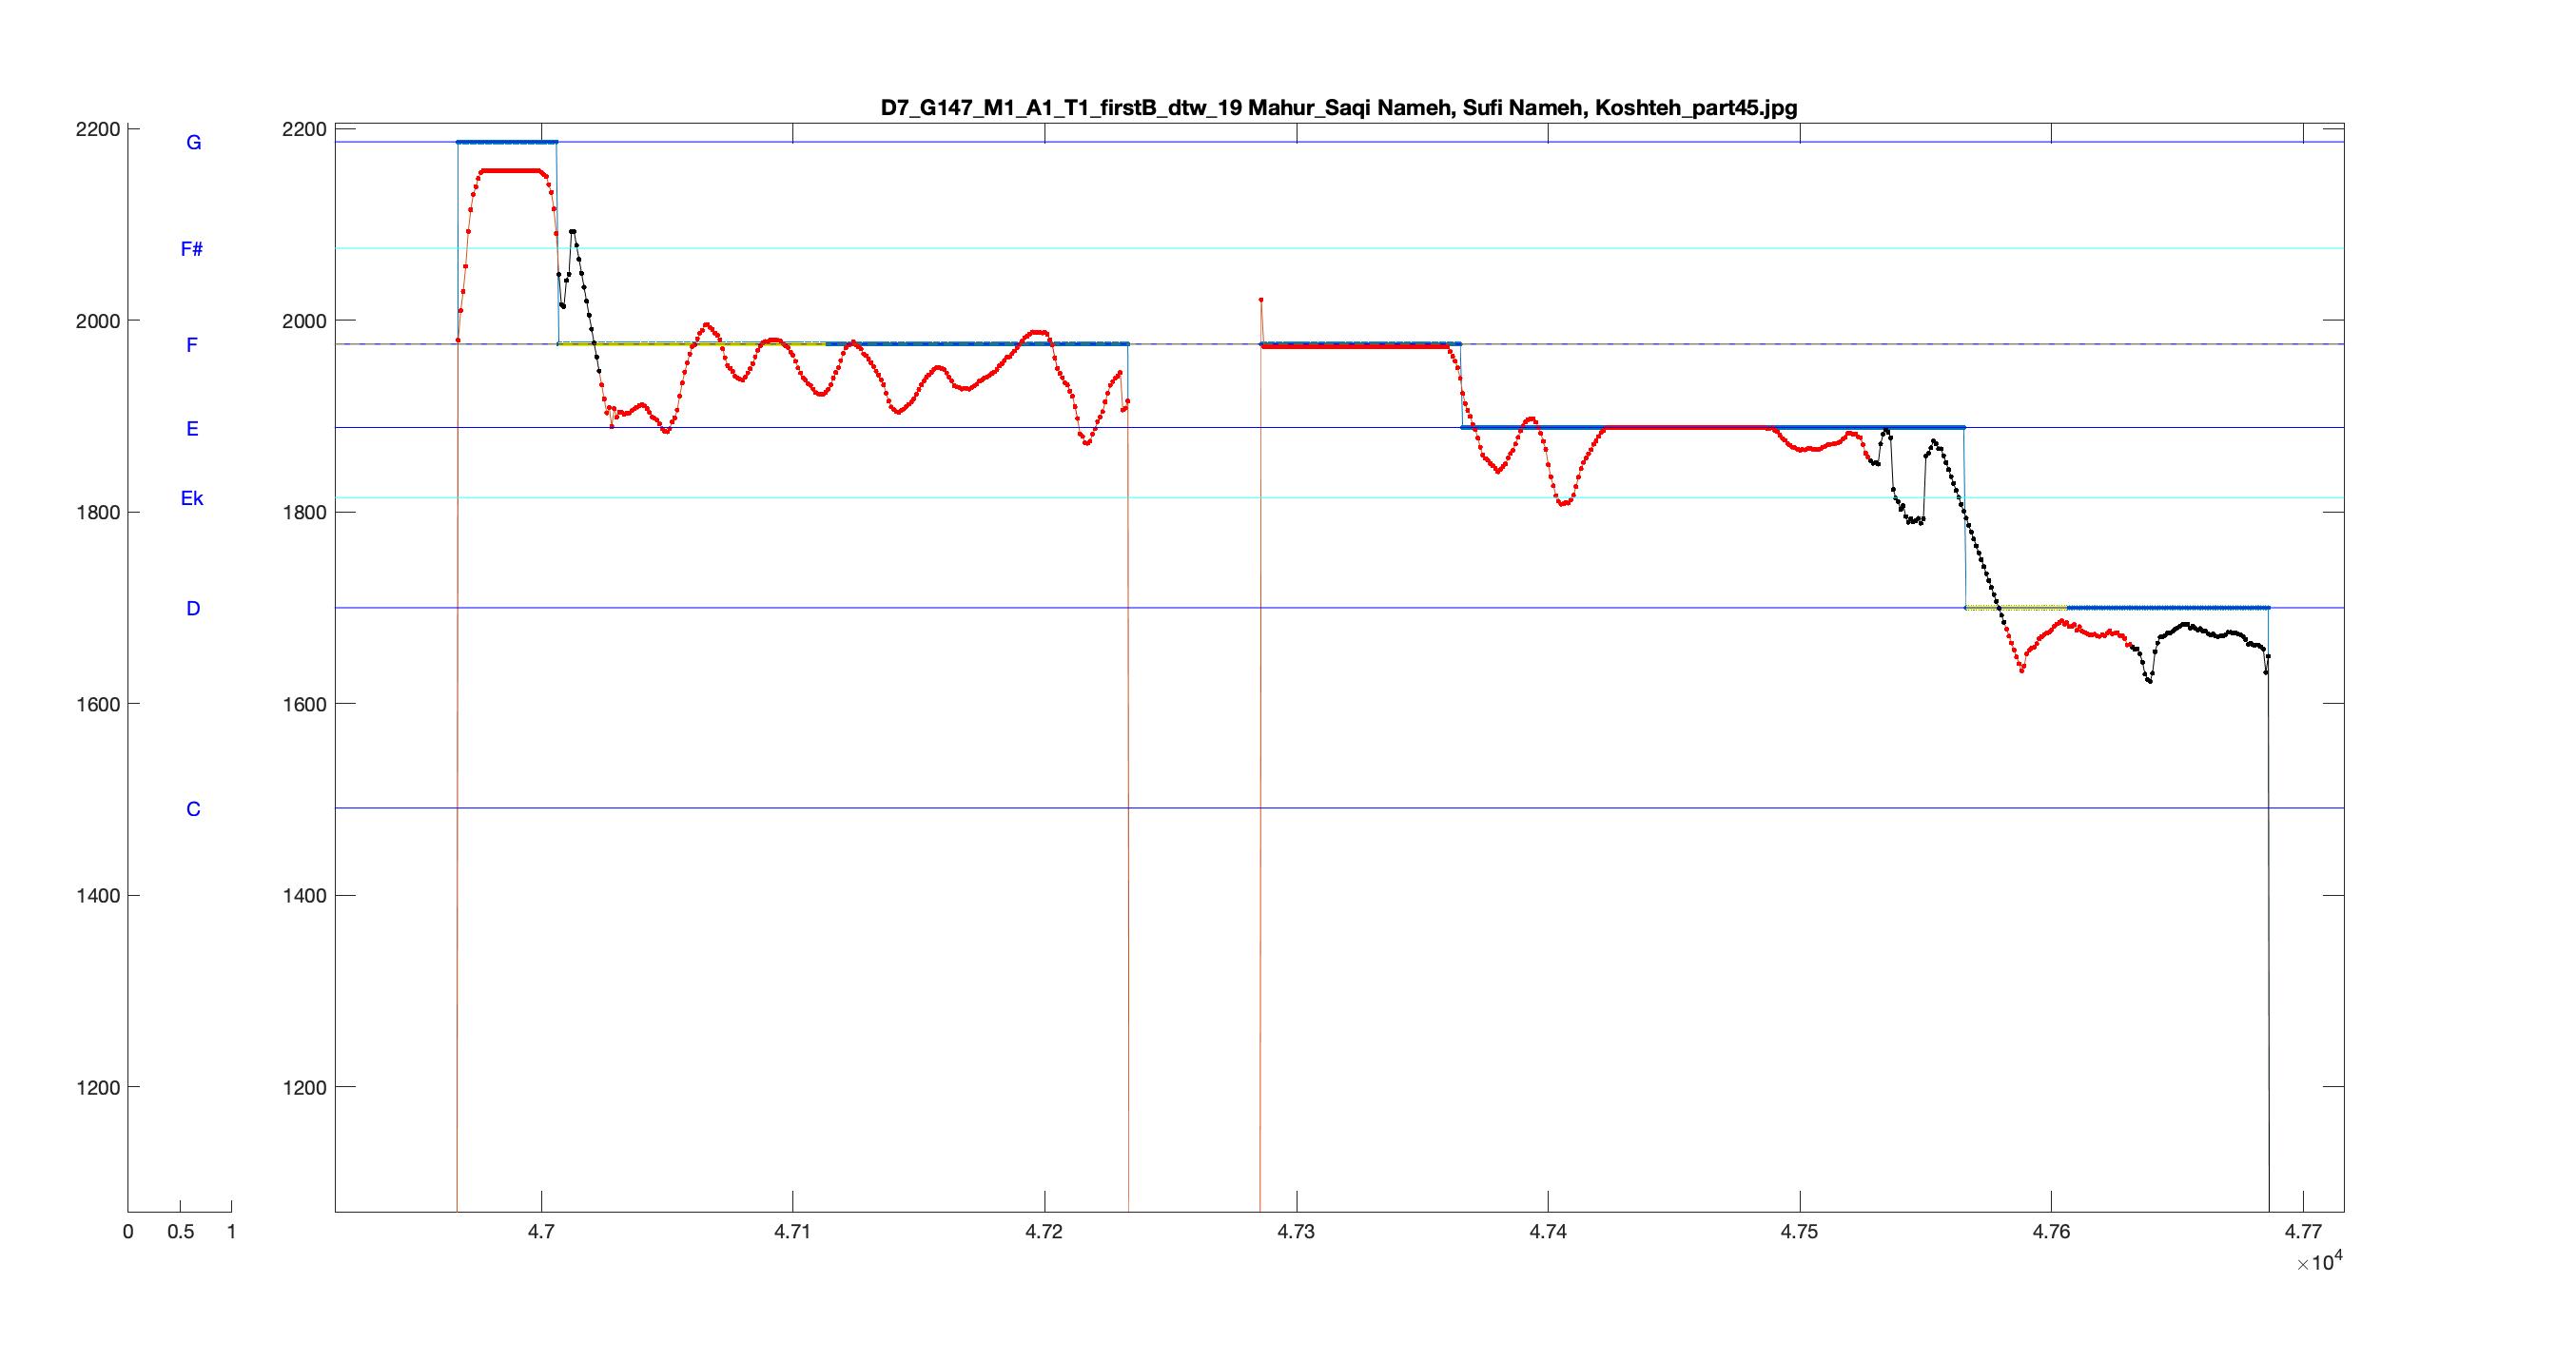 D7_G147_M1_A1_T1_firstB_dtw_19 Mahur_Saqi Nameh, Sufi Nameh, Koshteh_part45.jpg
2200 G 2200
F#
2000 2000
F
E
Ek
1800 1800
D
1600 1600
C
1400 1400
1200 1200
0 0.5 1 4.7 4.71 4.72 4.73 4.74 4.75 4.76 4.77
×10^4